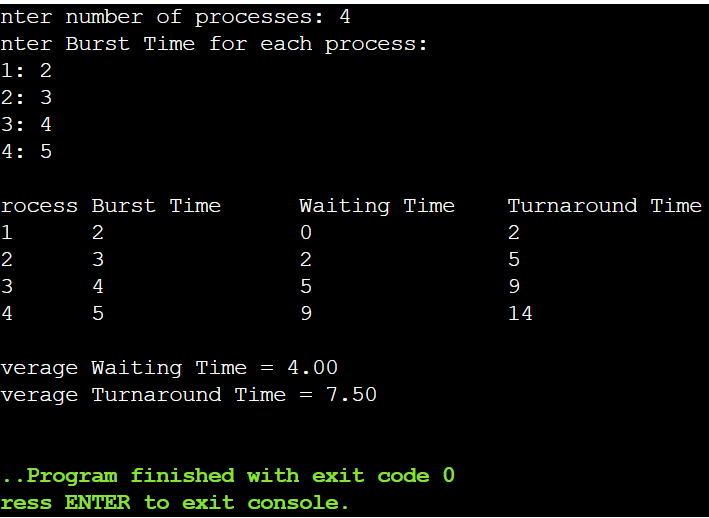 nter number of processes: 4
nter Burst Time for each process:
1: 2
2: 3
3: 4
4: 5
rocess Burst Time Waiting Time Turnaround Time
1 2 0 2
2 3 2 5
3 4 5 9
4 5 9 14
verage Waiting Time = 4.00
verage Turnaround Time = 7.50
..Program finished with exit code 0
ress ENTER to exit console.